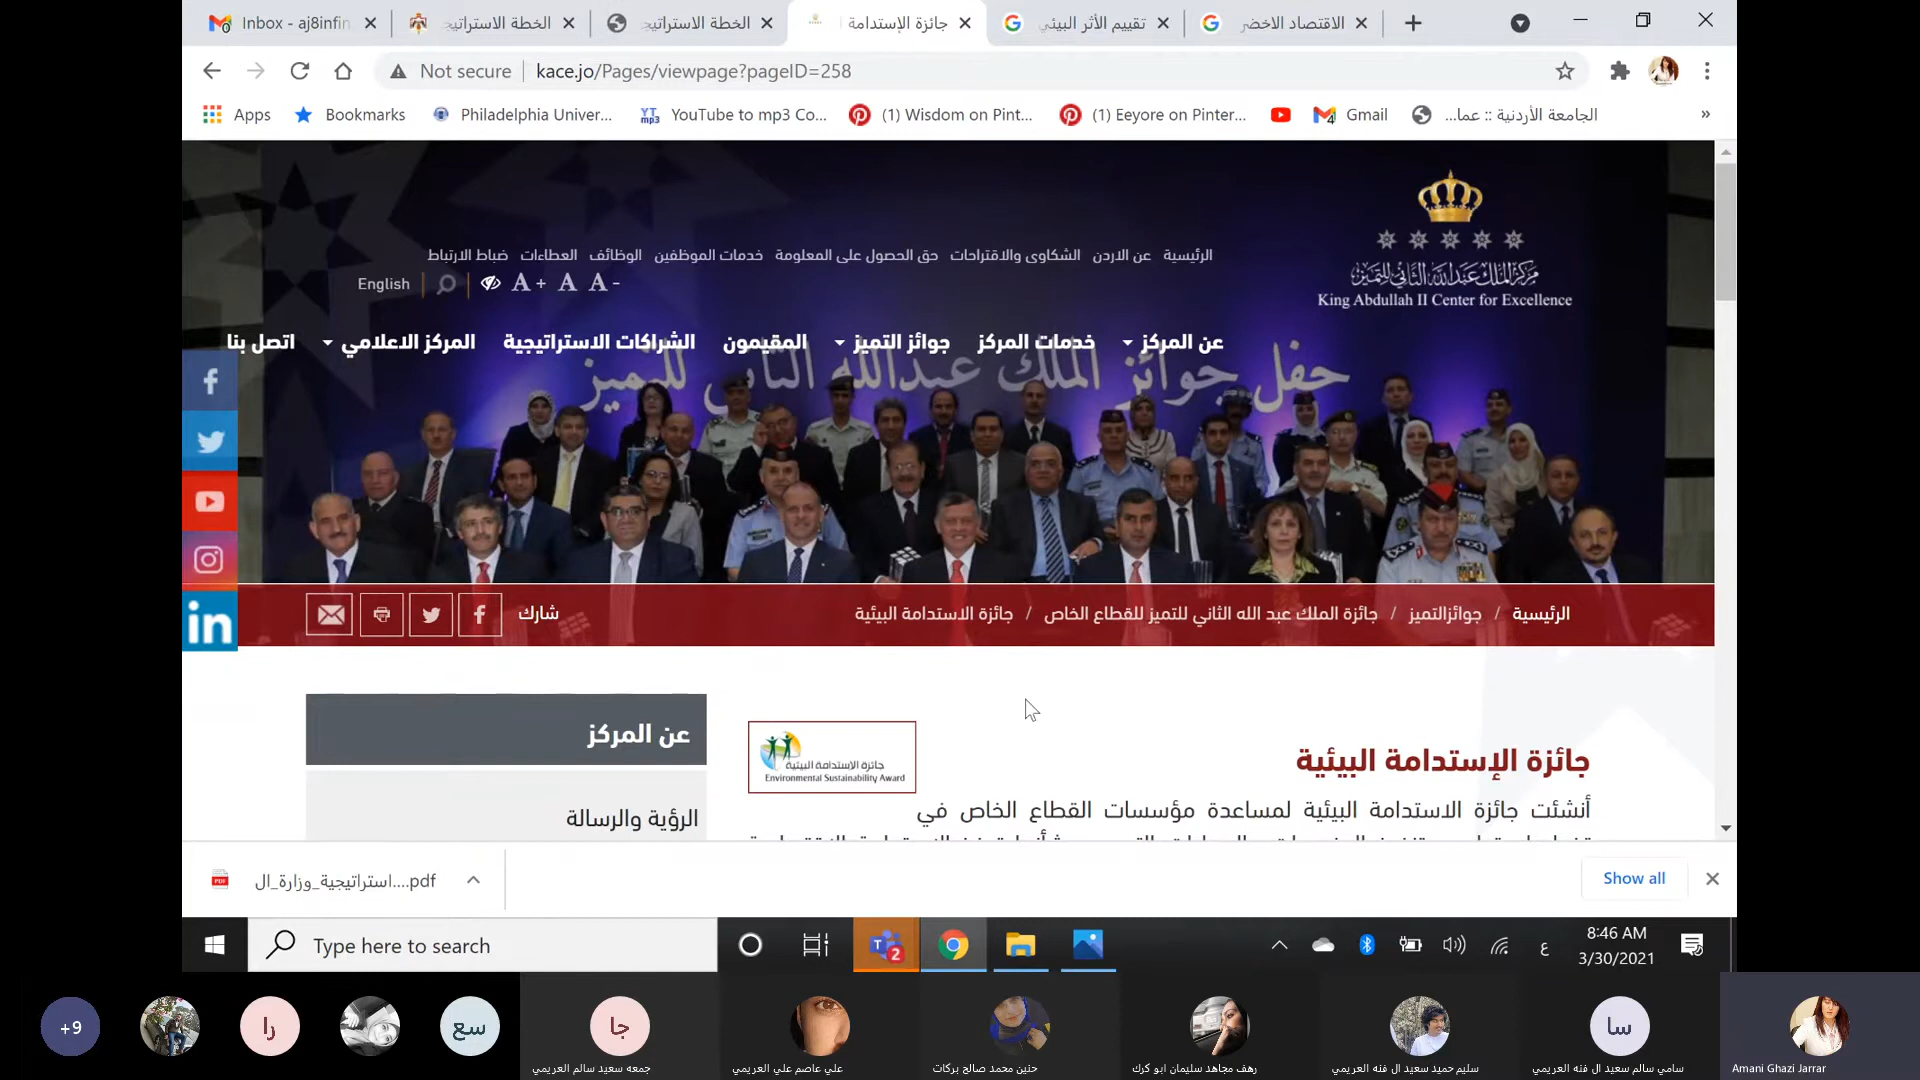 Inbox - aj8infin
الخطة الاستراتيج
الخطة الاستراتيج
جائزة الإستدامة
تقييم الأثر البيئي
الاقتصاد الاخضر
Not secure
kace.jo/Pages/viewpage?pageID=258
Apps
Bookmarks
Philadelphia Univer...
YouTube to mp3 Co...
(1) Wisdom on Pint...
(1) Eeyore on Pinter...
Gmail
الجامعة الأردنية :: عما...
»
King Abdullah II Center for Excellence
مركز الملك عبدالله الثاني للتميز
الرئيسية عن الاردن الشكاوى والاقتراحات حق الحصول على المعلومة خدمات الموظفين الوظائف العطاءات ضباط الارتباط
English A+ A A-
عن المركز خدمات المركز جوائز التميز المقيمون الشراكات الاستراتيجية المركز الاعلامي اتصل بنا
حفل جوائز الملك عبدالله الثاني للتميز
الرئيسية / جوائزالتميز / جائزة الملك عبد الله الثاني للتميز للقطاع الخاص / جائزة الاستدامة البيئية
شارك
جائزة الإستدامة البيئية
جائزة الاستدامة البيئية
Environmental Sustainability Award
أنشئت جائزة الاستدامة البيئية لمساعدة مؤسسات القطاع الخاص في
عن المركز
الرؤية والرسالة
استراتيجية_وزارة_ال....pdf
Show all
Type here to search
2
ع
8:46 AM
3/30/2021
+9
را
سع
جا
سا
جمعه سعيد سالم العريمي
علي عاصم علي العريمي
حنين محمد صالح بركات
رهف مجاهد سليمان ابو كرك
سليم حميد سعيد ال فنه العريمي
سامي سالم سعيد ال فنه العريمي
Amani Ghazi Jarrar